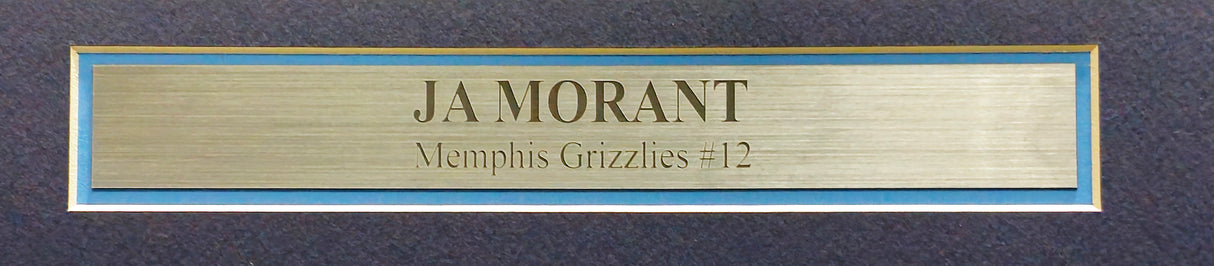 JA MORANT
Memphis Grizzlies #12